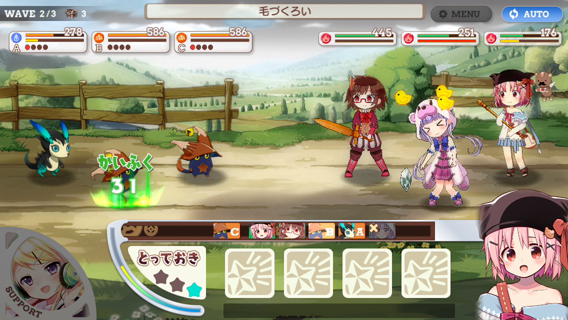 WAVE 2/3 3
毛づくろい
MENU
AUTO
278
586
586
445
251
176
A
B
C
かいふく
31
C
B
A
とっておき
SUPPORT